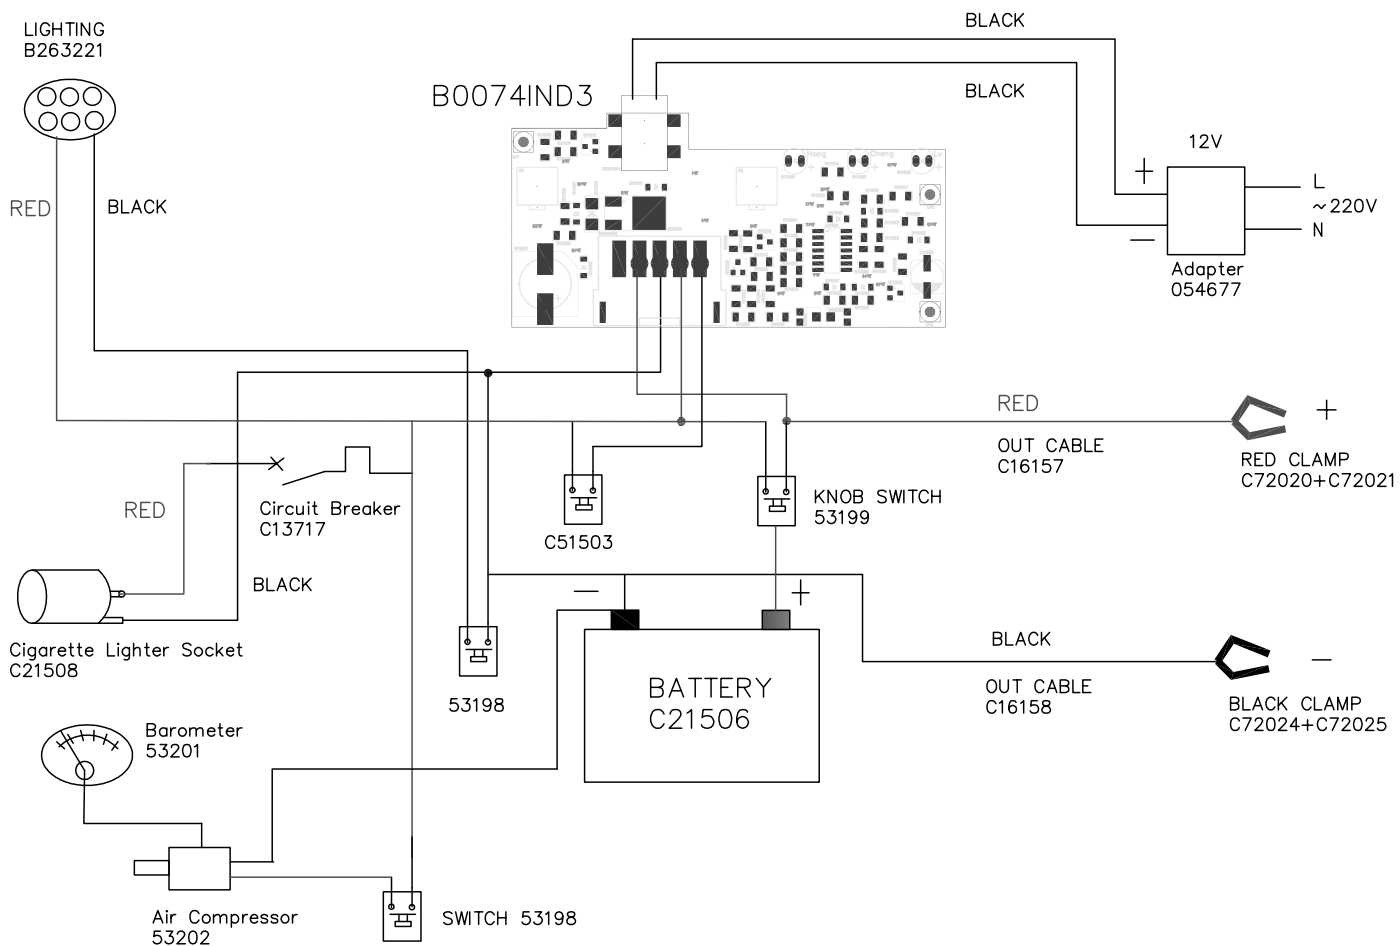 LIGHTING
B263221
BLACK
B0074IND3
BLACK
12V
+
L
~220V
N
−
RED
BLACK
Adapter
054677
RED
+
OUT CABLE
C16157
RED CLAMP
C72020+C72021
RED
Circuit Breaker
C13717
KNOB SWITCH
53199
C51503
BLACK
−
+
Cigarette Lighter Socket
C21508
53198
BATTERY
C21506
BLACK
−
OUT CABLE
C16158
BLACK CLAMP
C72024+C72025
Barometer
53201
Air Compressor
53202
SWITCH 53198